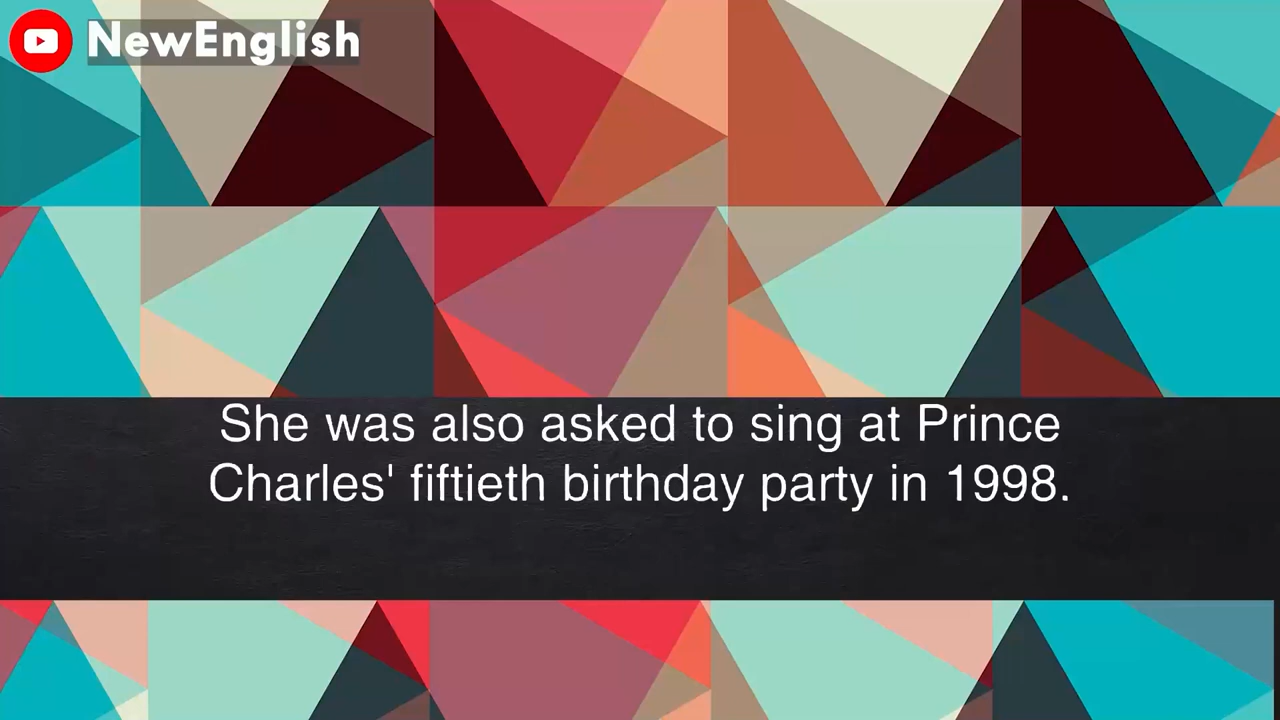 NewEnglish
She was also asked to sing at Prince
Charles' fiftieth birthday party in 1998.